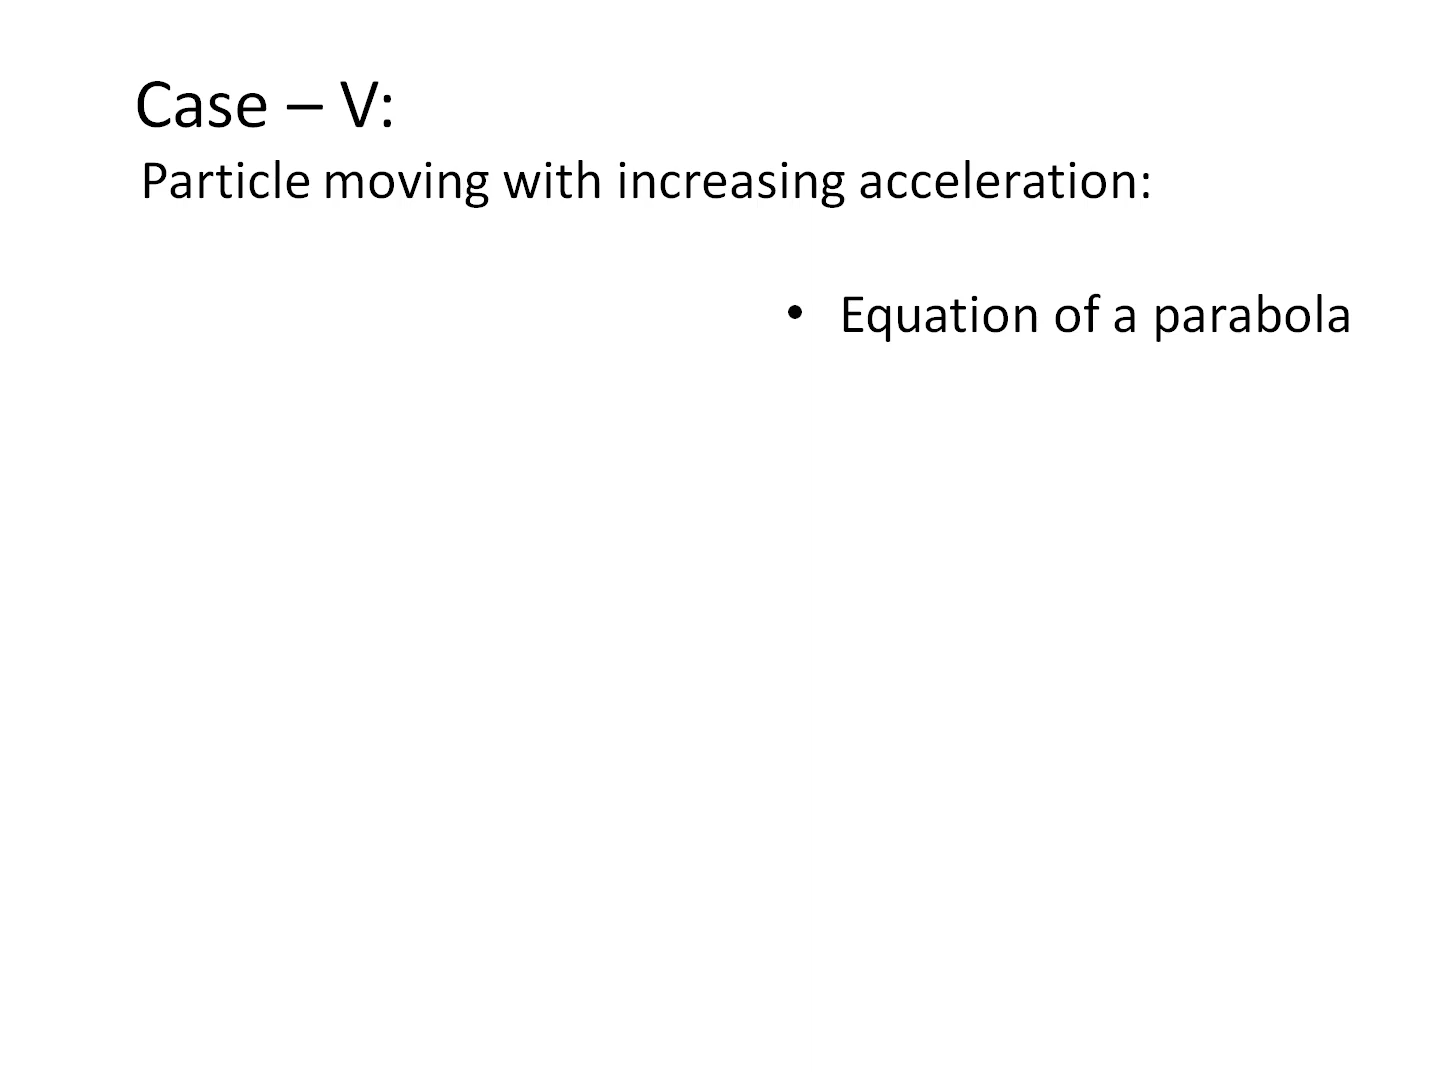 Case – V:
Particle moving with increasing acceleration:
• Equation of a parabola